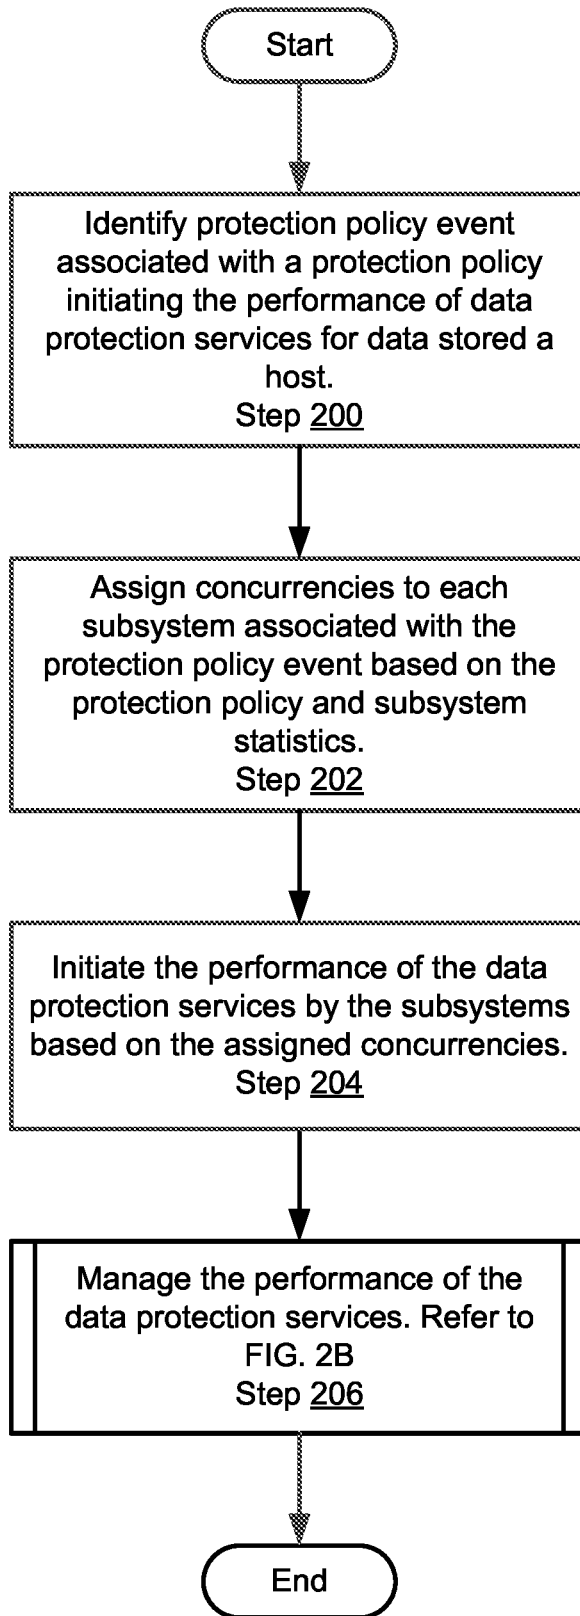 Start
Identify protection policy event
associated with a protection policy
initiating the performance of data
protection services for data stored a
host.
Step 200
Assign concurrencies to each
subsystem associated with the
protection policy event based on the
protection policy and subsystem
statistics.
Step 202
Initiate the performance of the data
protection services by the subsystems
based on the assigned concurrencies.
Step 204
Manage the performance of the
data protection services. Refer to
FIG. 2B
Step 206
End